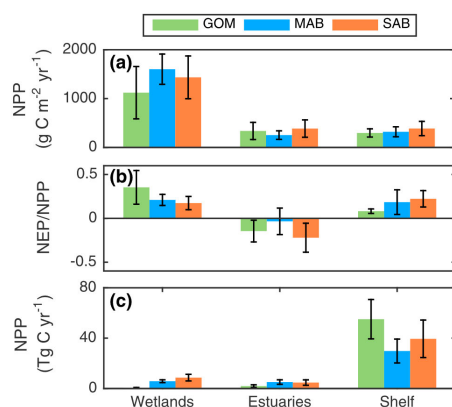 GOM MAB SAB
(a)
NPP
(g C m-2 yr-1)
2000
1000
0
(b)
NEP/NPP
0.5
0
-0.5
(c)
NPP
(Tg C yr-1)
80
40
0
Wetlands Estuaries Shelf